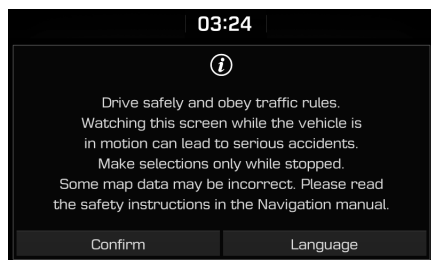 03:24
i
Drive safely and obey traffic rules.
Watching this screen while the vehicle is
in motion can lead to serious accidents.
Make selections only while stopped.
Some map data may be incorrect. Please read
the safety instructions in the Navigation manual.
Confirm
Language